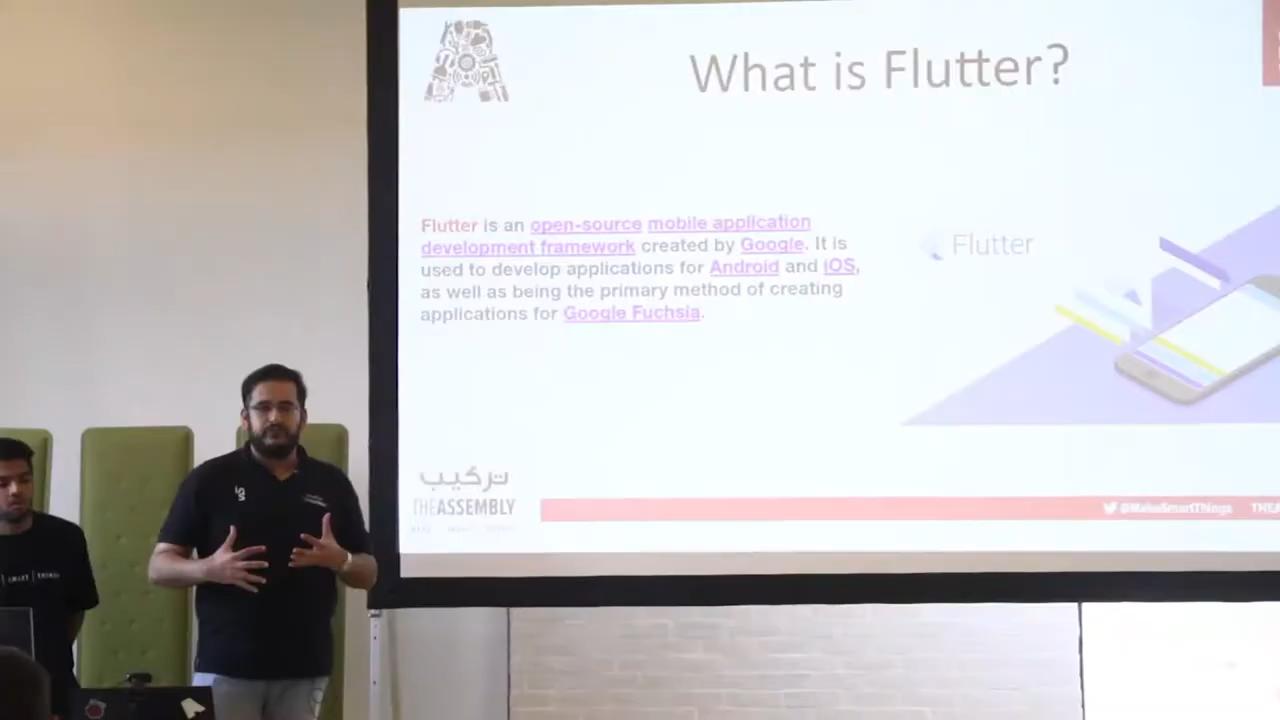 What is Flutter?
Flutter is an open-source mobile application
development framework created by Google. It is
used to develop applications for Android and iOS,
as well as being the primary method of creating
applications for Google Fuchsia.
Flutter
تركيب
THEASSEMBLY
@MakeSmartThings